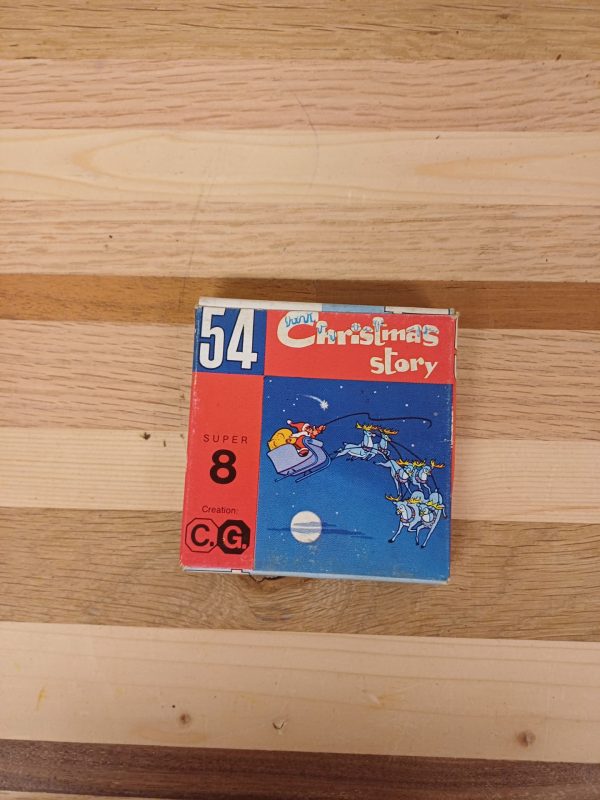 54
Christmas
story
SUPER
8
Creation:
C. G.